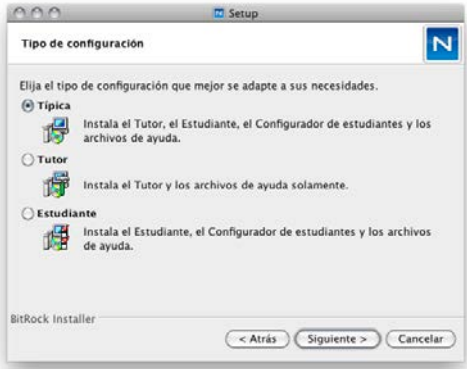 Setup
Tipo de configuración
N
Elija el tipo de configuración que mejor se adapte a sus necesidades.
Típica
Instala el Tutor, el Estudiante, el Configurador de estudiantes y los
archivos de ayuda.
Tutor
Instala el Tutor y los archivos de ayuda solamente.
Estudiante
Instala el Estudiante, el Configurador de estudiantes y los archivos
de ayuda.
BitRock Installer
< Atrás Siguiente > Cancelar